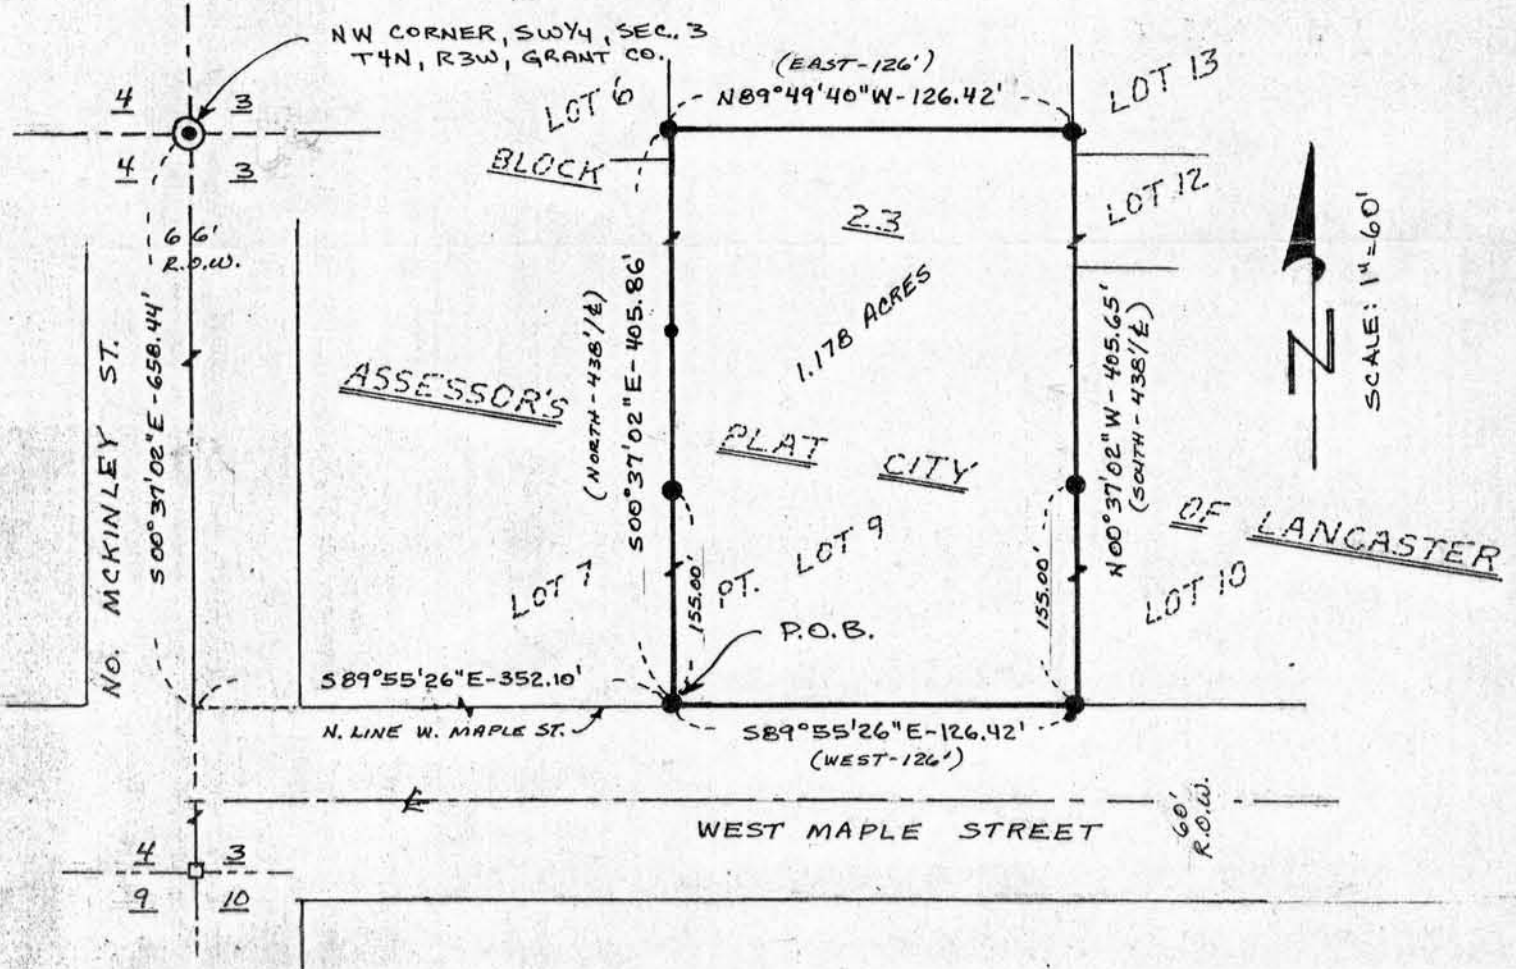 NW CORNER, SW1/4, SEC. 3
T4N, R3W, GRANT CO.
4 3
4 3
66'
R.O.W.
S00°37'02"E-658.44'
NO. MCKINLEY ST.
(EAST-126')
N89°49'40"W-126.42'
LOT 6
LOT 13
BLOCK
23
LOT 12
1.178 ACRES
(NORTH-438'/℄)
S00°37'02"E-405.86'
N00°37'02"W-405.65'
(SOUTH-438'/℄)
N
SCALE: 1"=60'
ASSESSOR'S
PLAT CITY
OF LANCASTER
LOT 7
155.00'
PT. LOT 9
155.00'
LOT 10
P.O.B.
S89°55'26"E-352.10'
N. LINE W. MAPLE ST.
S89°55'26"E-126.42'
(WEST-126')
℄
WEST MAPLE STREET
60'
R.O.W.
4 3
9 10